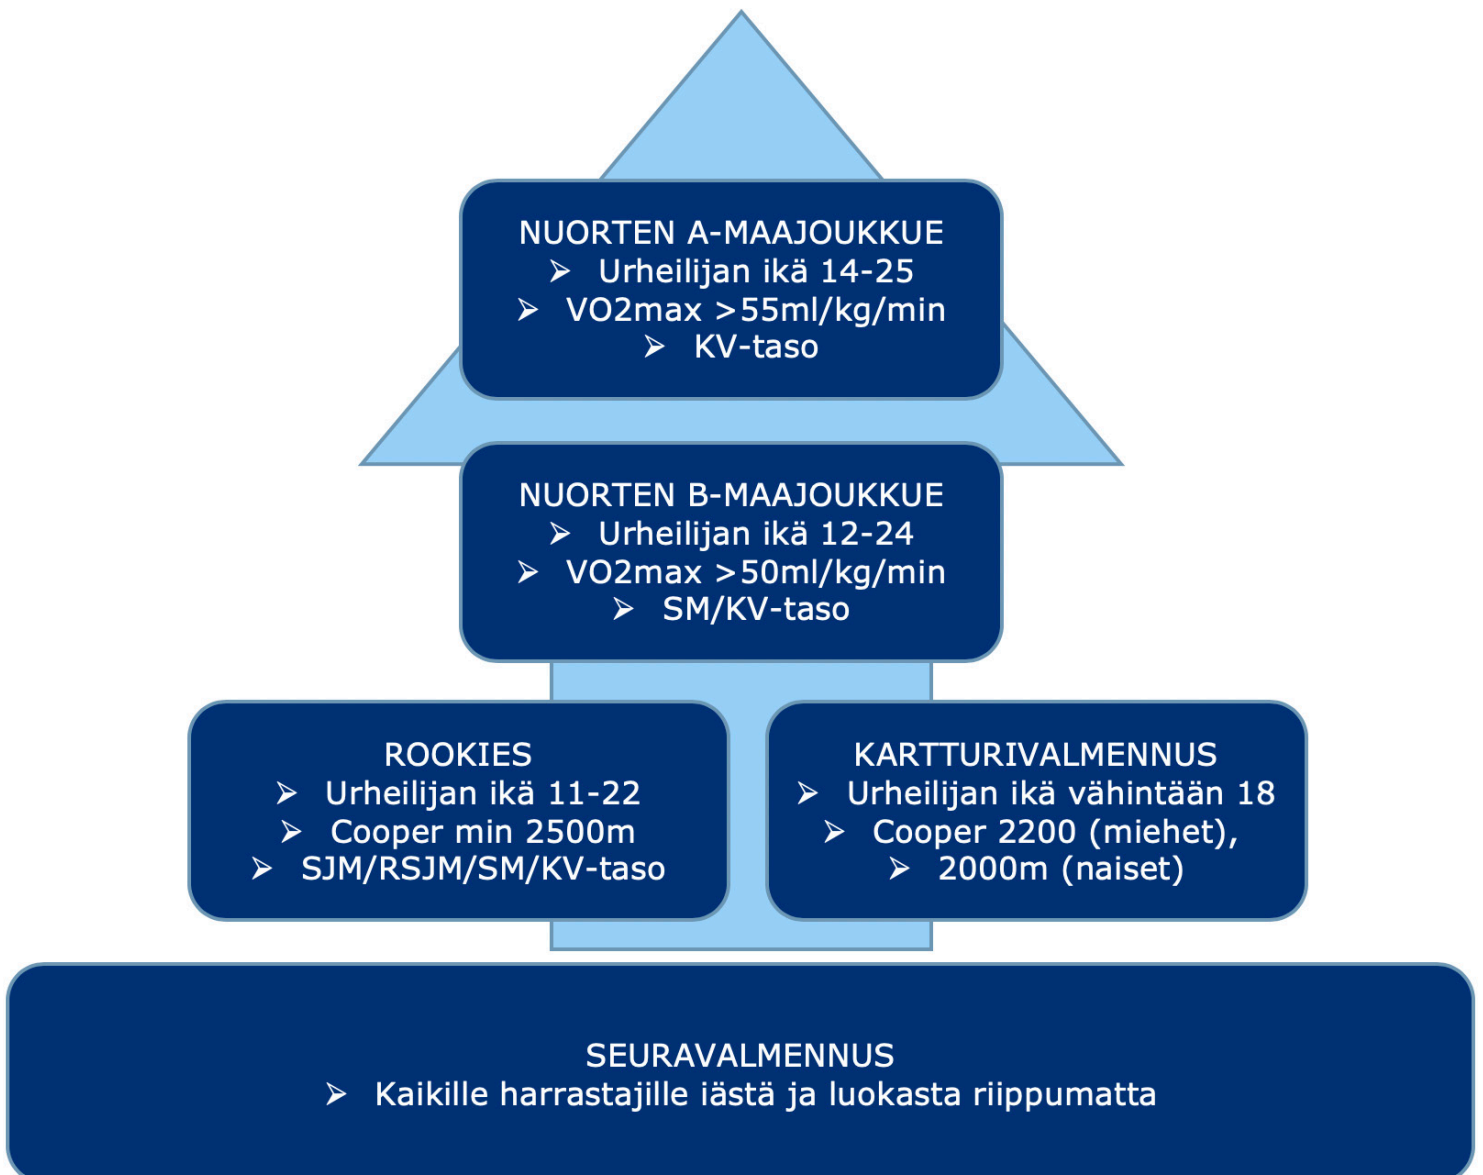 NUORTEN A-MAAJOUKKUE
➢ Urheilijan ikä 14-25
➢ VO2max >55ml/kg/min
➢ KV-taso
NUORTEN B-MAAJOUKKUE
➢ Urheilijan ikä 12-24
➢ VO2max >50ml/kg/min
➢ SM/KV-taso
ROOKIES
➢ Urheilijan ikä 11-22
➢ Cooper min 2500m
➢ SJM/RSJM/SM/KV-taso
KARTTURIVALMENNUS
➢ Urheilijan ikä vähintään 18
➢ Cooper 2200 (miehet),
➢ 2000m (naiset)
SEURAVALMENNUS
➢ Kaikille harrastajille iästä ja luokasta riippumatta